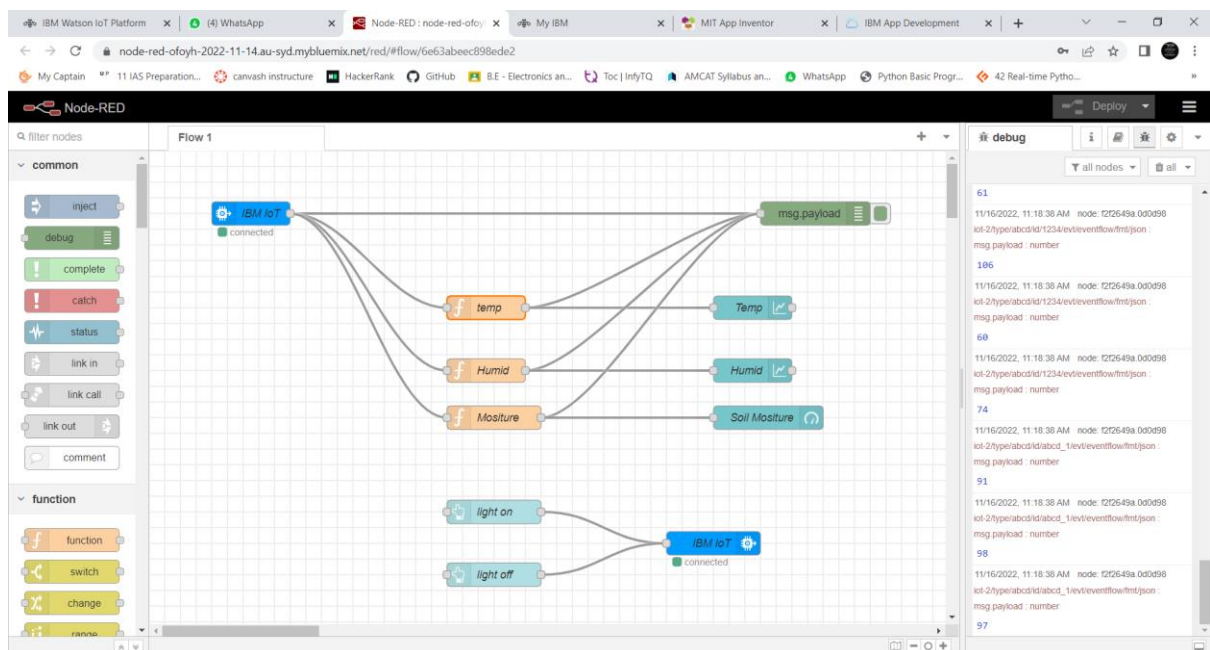 IBM Watson IoT Platform
(4) WhatsApp
Node-RED : node-red-ofoy
My IBM
MIT App Inventor
IBM App Development
node-red-ofoyh-2022-11-14.au-syd.mybluemix.net/red/#flow/6e63abeec898ede2
My Captain
11 IAS Preparation...
canvash instructure
HackerRank
GitHub
B.E - Electronics an...
Toc | InfyTQ
AMCAT Syllabus an...
WhatsApp
Python Basic Progr...
42 Real-time Pytho...
Node-RED
Deploy
filter nodes
Flow 1
debug
i
all nodes
all
common
inject
debug
complete
catch
status
link in
link call
link out
comment
function
function
switch
change
range
IBM IoT
connected
msg.payload
temp
Temp
Humid
Humid
Mositure
Soil Mositure
light on
light off
IBM IoT
connected
61
11/16/2022, 11:18:38 AM node: f2f2649a.0d0d98
iot-2/type/abcd/id/1234/evt/eventflow/fmt/json :
msg.payload : number
106
11/16/2022, 11:18:38 AM node: f2f2649a.0d0d98
iot-2/type/abcd/id/1234/evt/eventflow/fmt/json :
msg.payload : number
60
11/16/2022, 11:18:38 AM node: f2f2649a.0d0d98
iot-2/type/abcd/id/1234/evt/eventflow/fmt/json :
msg.payload : number
74
11/16/2022, 11:18:38 AM node: f2f2649a.0d0d98
iot-2/type/abcd/id/abcd_1/evt/eventflow/fmt/json :
msg.payload : number
91
11/16/2022, 11:18:38 AM node: f2f2649a.0d0d98
iot-2/type/abcd/id/abcd_1/evt/eventflow/fmt/json :
msg.payload : number
98
11/16/2022, 11:18:38 AM node: f2f2649a.0d0d98
iot-2/type/abcd/id/abcd_1/evt/eventflow/fmt/json :
msg.payload : number
97